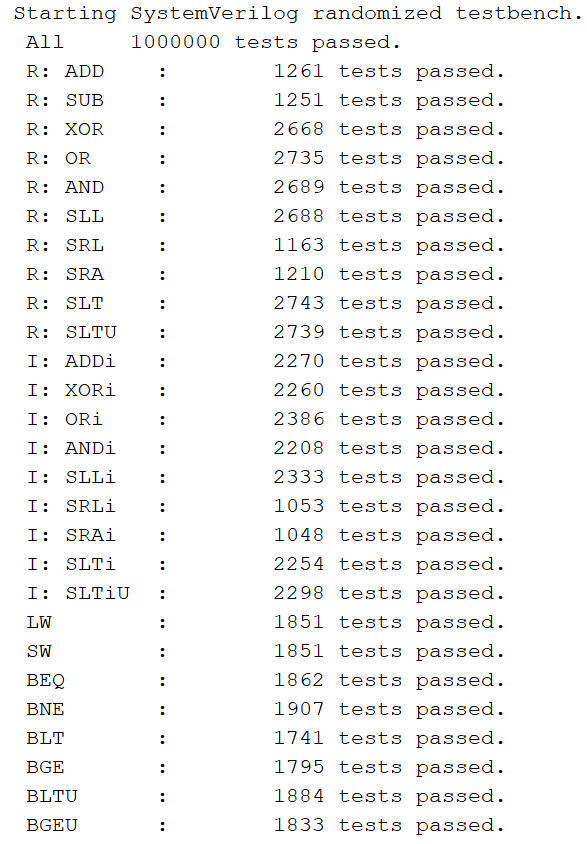 Starting SystemVerilog randomized testbench.
All 1000000 tests passed.
R: ADD : 1261 tests passed.
R: SUB : 1251 tests passed.
R: XOR : 2668 tests passed.
R: OR : 2735 tests passed.
R: AND : 2689 tests passed.
R: SLL : 2688 tests passed.
R: SRL : 1163 tests passed.
R: SRA : 1210 tests passed.
R: SLT : 2743 tests passed.
R: SLTU : 2739 tests passed.
I: ADDi : 2270 tests passed.
I: XORi : 2260 tests passed.
I: ORi : 2386 tests passed.
I: ANDi : 2208 tests passed.
I: SLLi : 2333 tests passed.
I: SRLi : 1053 tests passed.
I: SRAi : 1048 tests passed.
I: SLTi : 2254 tests passed.
I: SLTiU : 2298 tests passed.
LW : 1851 tests passed.
SW : 1851 tests passed.
BEQ : 1862 tests passed.
BNE : 1907 tests passed.
BLT : 1741 tests passed.
BGE : 1795 tests passed.
BLTU : 1884 tests passed.
BGEU : 1833 tests passed.